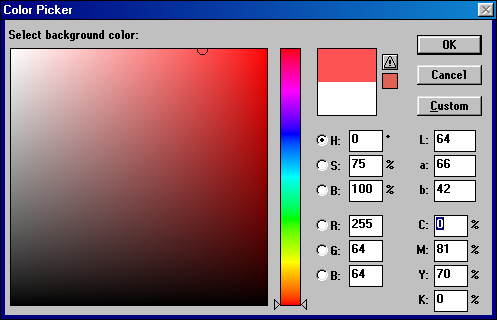 Color Picker
Select background color:
OK
Cancel
Custom
H: 0 °
S: 75 %
B: 100 %
R: 255
G: 64
B: 64
L: 64
a: 66
b: 42
C: 0 %
M: 81 %
Y: 70 %
K: 0 %